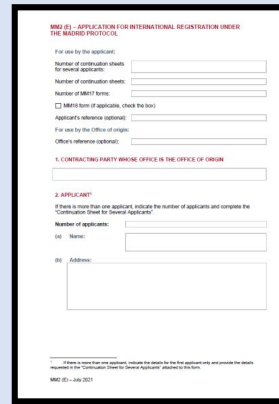 MM2 (E) – APPLICATION FOR INTERNATIONAL REGISTRATION UNDER
THE MADRID PROTOCOL
For use by the applicant:
Number of continuation sheets
for several applicants:
Number of continuation sheets:
Number of MM17 forms:
MM18 form (if applicable, check the box)
Applicant's reference (optional):
For use by the Office of origin:
Office's reference (optional):
1. CONTRACTING PARTY WHOSE OFFICE IS THE OFFICE OF ORIGIN
2. APPLICANT¹
If there is more than one applicant, indicate the number of applicants and complete the
"Continuation Sheet for Several Applicants".
Number of applicants:
(a) Name:
(b) Address:
¹ If there is more than one applicant, indicate the details for the first applicant only and provide the details
requested in the "Continuation Sheet for Several Applicants" attached to this form.
MM2 (E) – July 2021